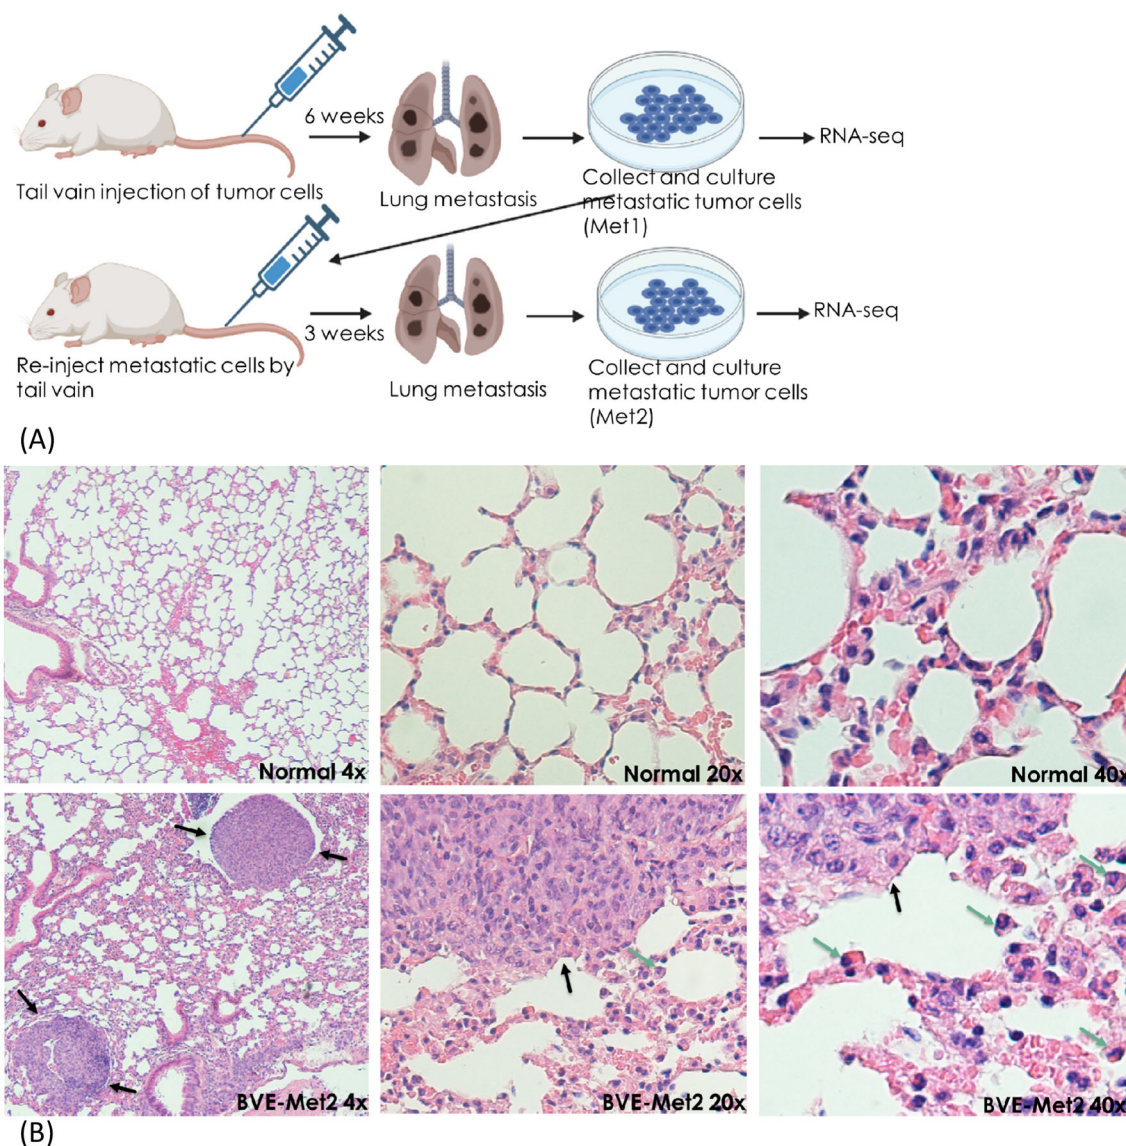 6 weeks
RNA-seq
Tail vain injection of tumor cells
Lung metastasis
Collect and culture
metastatic tumor cells
(Met1)
3 weeks
RNA-seq
Re-inject metastatic cells by
tail vain
Lung metastasis
Collect and culture
metastatic tumor cells
(Met2)
(A)
Normal 4x
Normal 20x
Normal 40x
BVE-Met2 4x
BVE-Met2 20x
BVE-Met2 40x
(B)